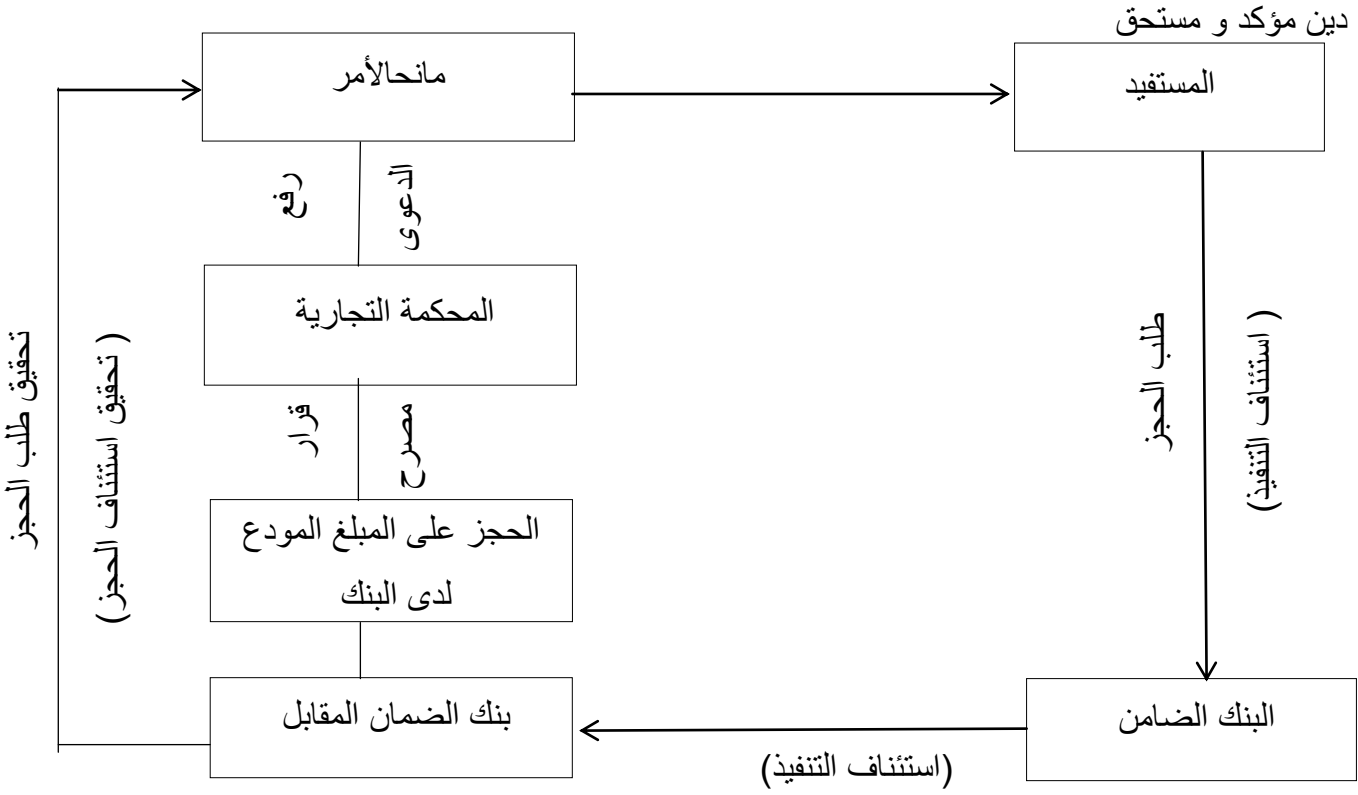 دين مؤكد و مستحق
المستفيد
مانحالأمر
رفع
الدعوى
المحكمة التجارية
قرار
مصرح
الحجز على المبلغ المودع
لدى البنك
بنك الضمان المقابل
البنك الضامن
طلب الحجز
( استئناف التنفيذ)
(استئناف التنفيذ)
تحقيق طلب الحجز
( تحقيق استئناف الحجز)